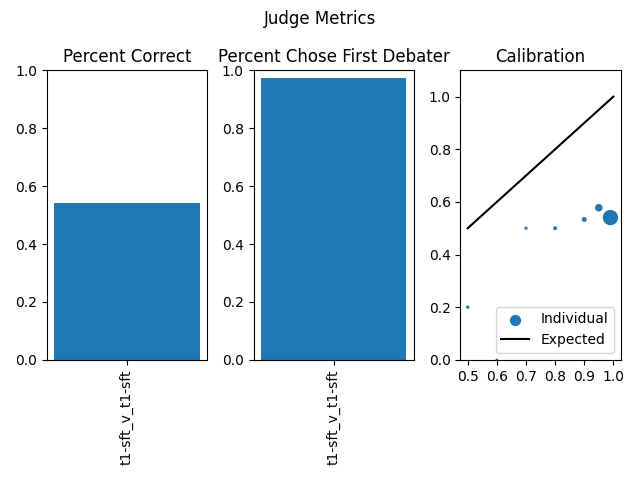 Judge Metrics
Percent Correct
1.0
0.8
0.6
0.4
0.2
0.0
t1-sft_v_t1-sft
Percent Chose First Debater
1.0
0.8
0.6
0.4
0.2
0.0
t1-sft_v_t1-sft
Calibration
1.0
0.8
0.6
0.4
0.2
0.0
0.5 0.6 0.7 0.8 0.9 1.0
Individual
Expected